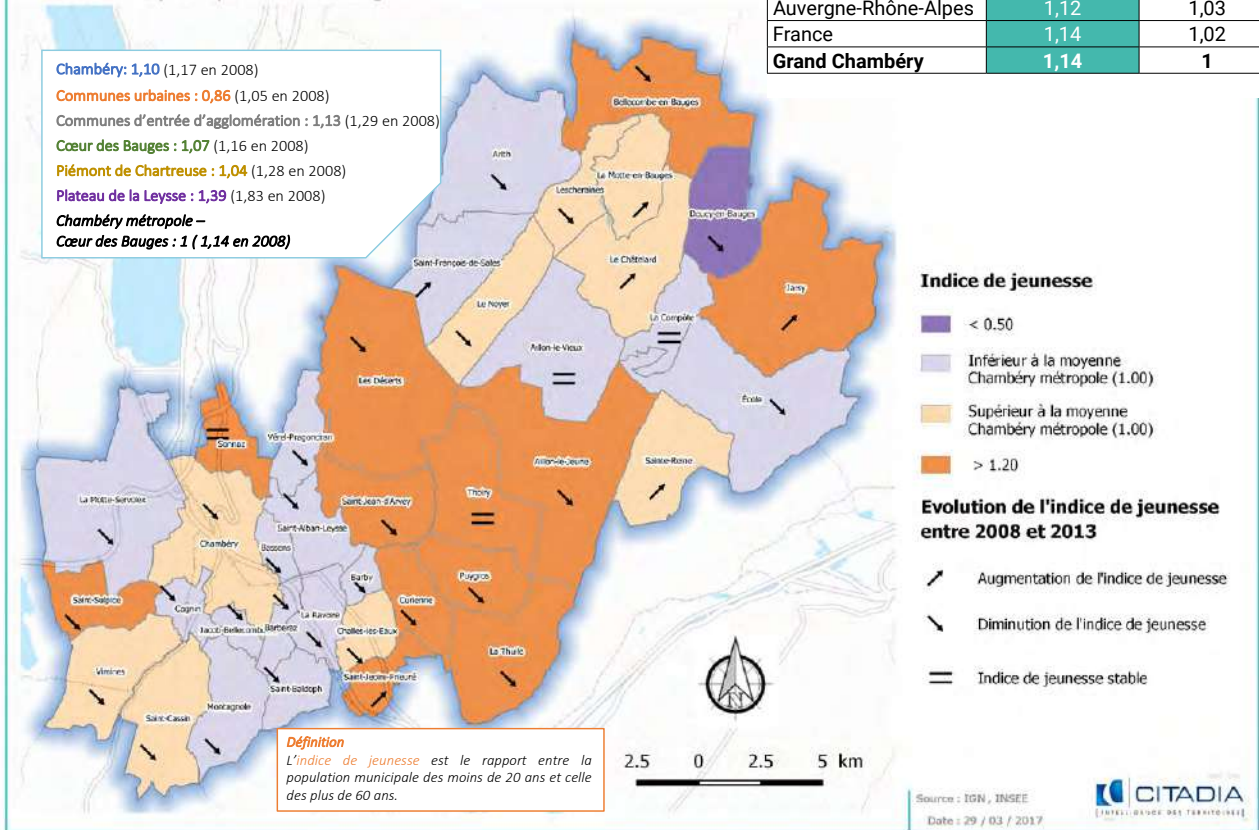 Auvergne-Rhône-Alpes 1,12 1,03
France 1,14 1,02
Grand Chambéry 1,14 1
Chambéry: 1,10 (1,17 en 2008)
Communes urbaines : 0,86 (1,05 en 2008)
Communes d'entrée d'agglomération : 1,13 (1,29 en 2008)
Cœur des Bauges : 1,07 (1,16 en 2008)
Piémont de Chartreuse : 1,04 (1,28 en 2008)
Plateau de la Leysse : 1,39 (1,83 en 2008)
Chambéry métropole –
Cœur des Bauges : 1 ( 1,14 en 2008)
Bellecombe-en-Bauges
Arith
La Motte-en-Bauges
Lescheraines
Doucy-en-Bauges
Saint-François-de-Sales
Le Châtelard
Jarsy
Le Noyer
La Compôte
Aillon-le-Vieux
Les Déserts
École
Sonnaz
Vérel-Pragondran
Aillon-le-Jeune
Sainte-Reine
La Motte-Servolex
Saint-Jean-d'Arvey
Thoiry
Saint-Alban-Leysse
Chambéry
Bassens
Barby
Puygros
Saint-Sulpice
Cognin
Curienne
La Ravoire
Jacob-Bellecombette
Barberaz
Challes-les-Eaux
La Thuile
Vimines
Saint-Jeoire-Prieuré
Saint-Baldoph
Montagnole
Saint-Cassin
Indice de jeunesse
< 0.50
Inférieur à la moyenne
Chambéry métropole (1.00)
Supérieur à la moyenne
Chambéry métropole (1.00)
> 1.20
Evolution de l'indice de jeunesse
entre 2008 et 2013
Augmentation de l'indice de jeunesse
Diminution de l'indice de jeunesse
Indice de jeunesse stable
N
Définition
L'indice de jeunesse est le rapport entre la
population municipale des moins de 20 ans et celle
des plus de 60 ans.
2.5 0 2.5 5 km
Source : IGN , INSEE
Date : 29 / 03 / 2017
CITADIA
[INTELLIGENCE DES TERRITOIRES]